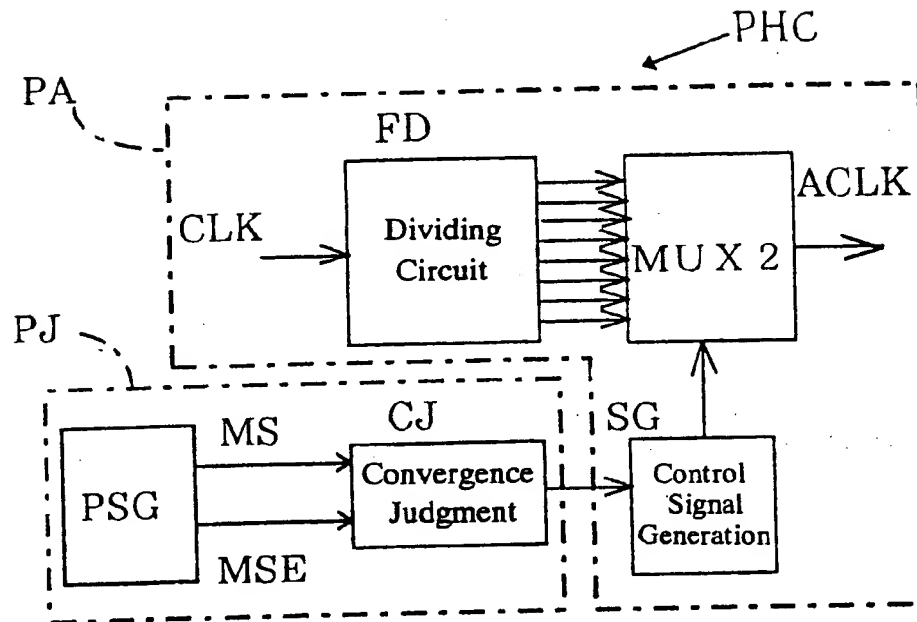 PHC
PA
FD
ACLK
CLK
Dividing
Circuit
MUX 2
PJ
MS
CJ
SG
PSG
Convergence
Judgment
Control
Signal
Generation
MSE